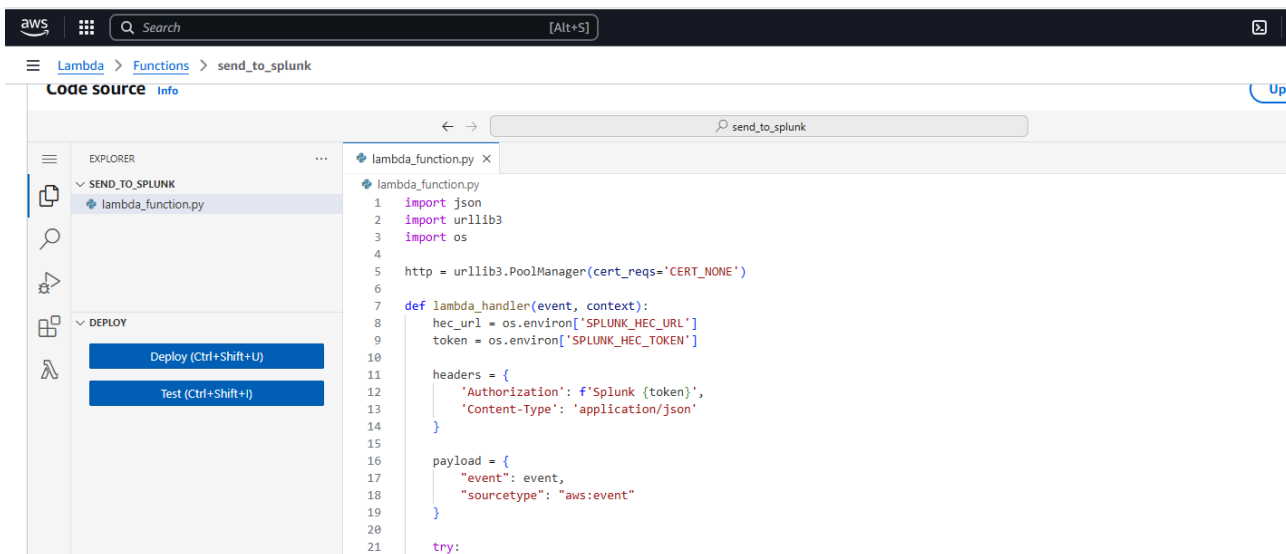 aws
Search [Alt+S]
Lambda > Functions > send_to_splunk
Code source Info
Up
send_to_splunk
EXPLORER ...
SEND_TO_SPLUNK
lambda_function.py
DEPLOY
Deploy (Ctrl+Shift+U)
Test (Ctrl+Shift+I)
lambda_function.py
lambda_function.py
1 import json
2 import urllib3
3 import os
4
5 http = urllib3.PoolManager(cert_reqs='CERT_NONE')
6
7 def lambda_handler(event, context):
8     hec_url = os.environ['SPLUNK_HEC_URL']
9     token = os.environ['SPLUNK_HEC_TOKEN']
10
11     headers = {
12         'Authorization': f'Splunk {token}',
13         'Content-Type': 'application/json'
14     }
15
16     payload = {
17         "event": event,
18         "sourcetype": "aws:event"
19     }
20
21     try: